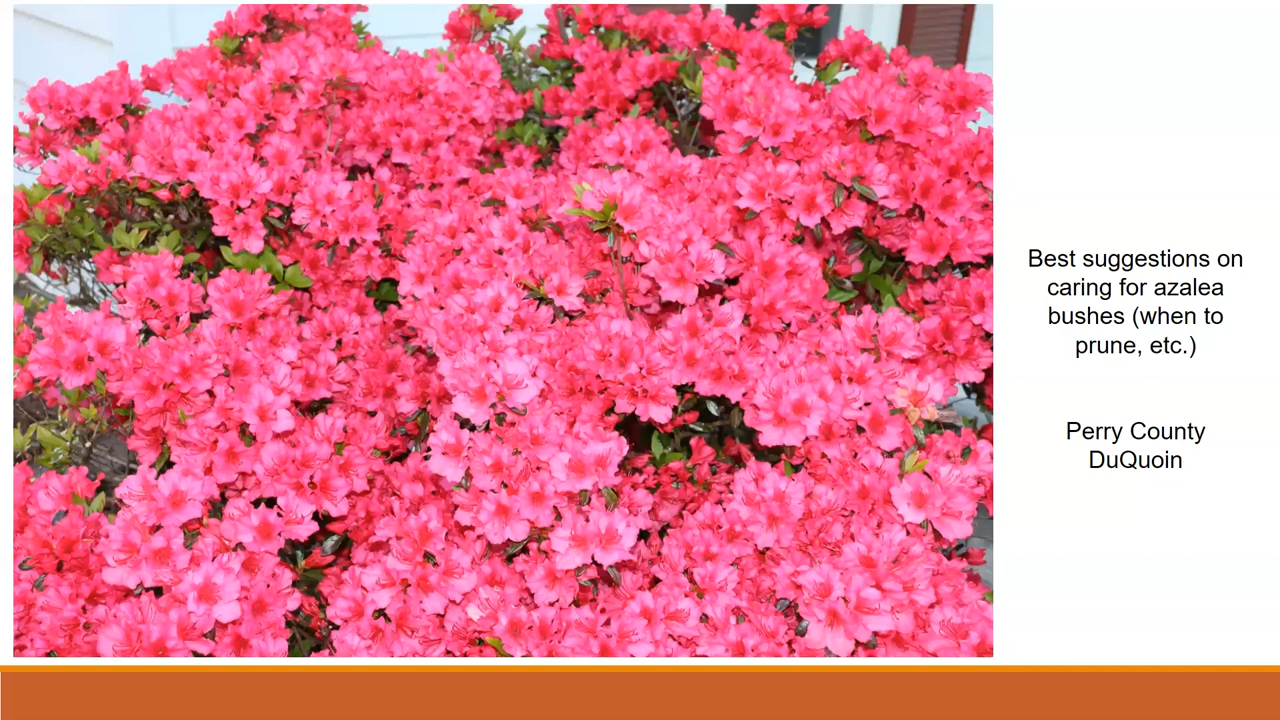 Best suggestions on
caring for azalea
bushes (when to
prune, etc.)
Perry County
DuQuoin